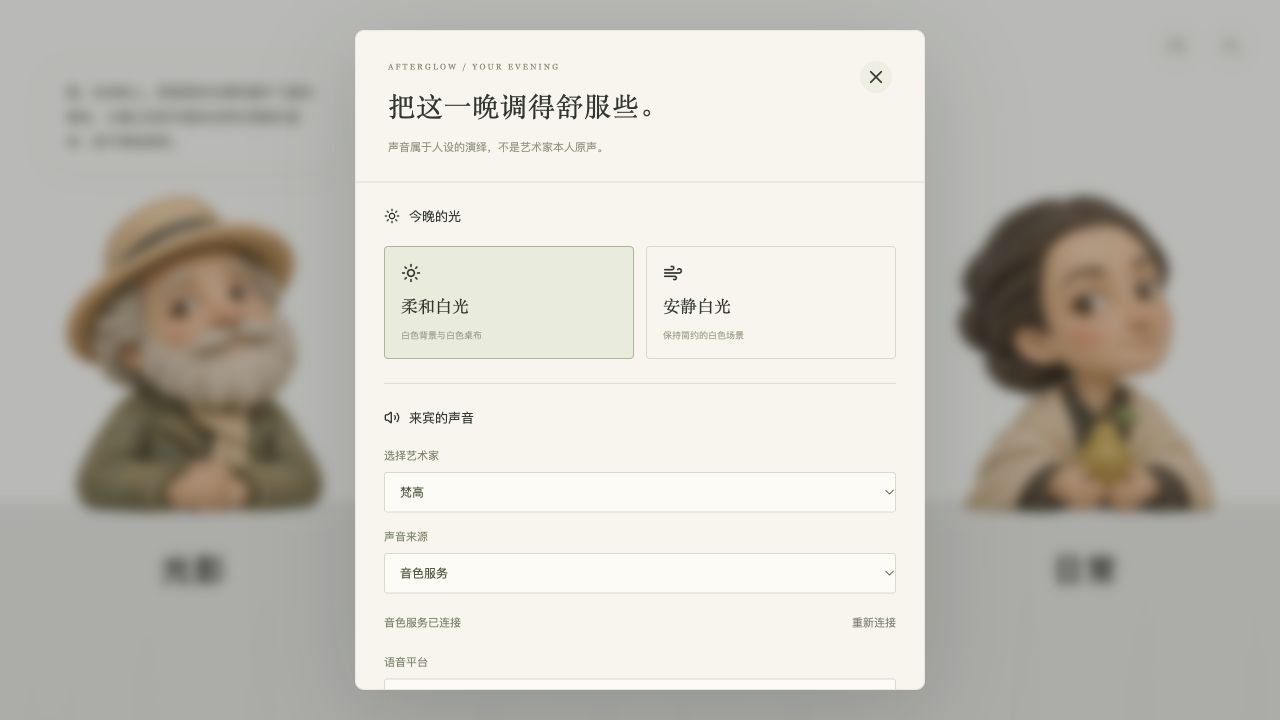 AFTERGLOW / YOUR EVENING
把这一晚调得舒服些。
声音属于人设的演绎，不是艺术家本人原声。
今晚的光
柔和白光
白色背景与白色桌布
安静白光
保持简约的白色场景
来宾的声音
选择艺术家
梵高
声音来源
音色服务
音色服务已连接
重新连接
语音平台
光影
日常